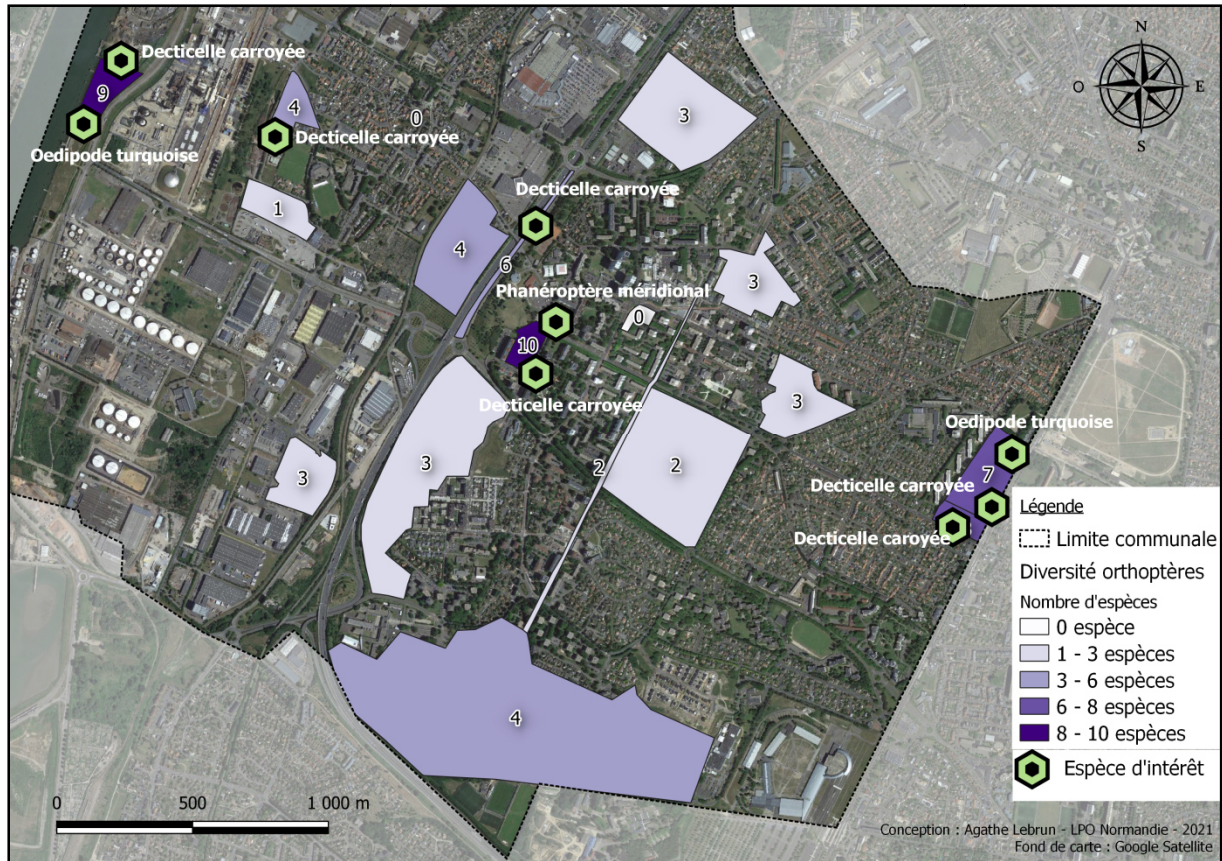 N
O
E
S
Decticelle carroyée
9
Oedipode turquoise
4
Decticelle carroyée
0
3
1
Decticelle carroyée
4
6
3
Phanéroptère méridional
0
10
Decticelle carroyée
3
3
2
2
3
Oedipode turquoise
7
Decticelle carroyée
Decticelle caroyée
4
Légende
Limite communale
Diversité orthoptères
Nombre d'espèces
0 espèce
1 - 3 espèces
3 - 6 espèces
6 - 8 espèces
8 - 10 espèces
Espèce d'intérêt
0 500 1 000 m
Conception : Agathe Lebrun - LPO Normandie - 2021
Fond de carte : Google Satellite